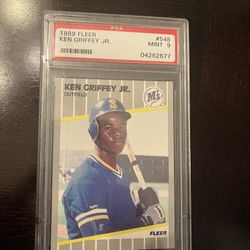 PSA
1989 FLEER #548
KEN GRIFFEY JR. MINT 9
04262677
KEN GRIFFEY JR.
OUTFIELD
M's
FLEER